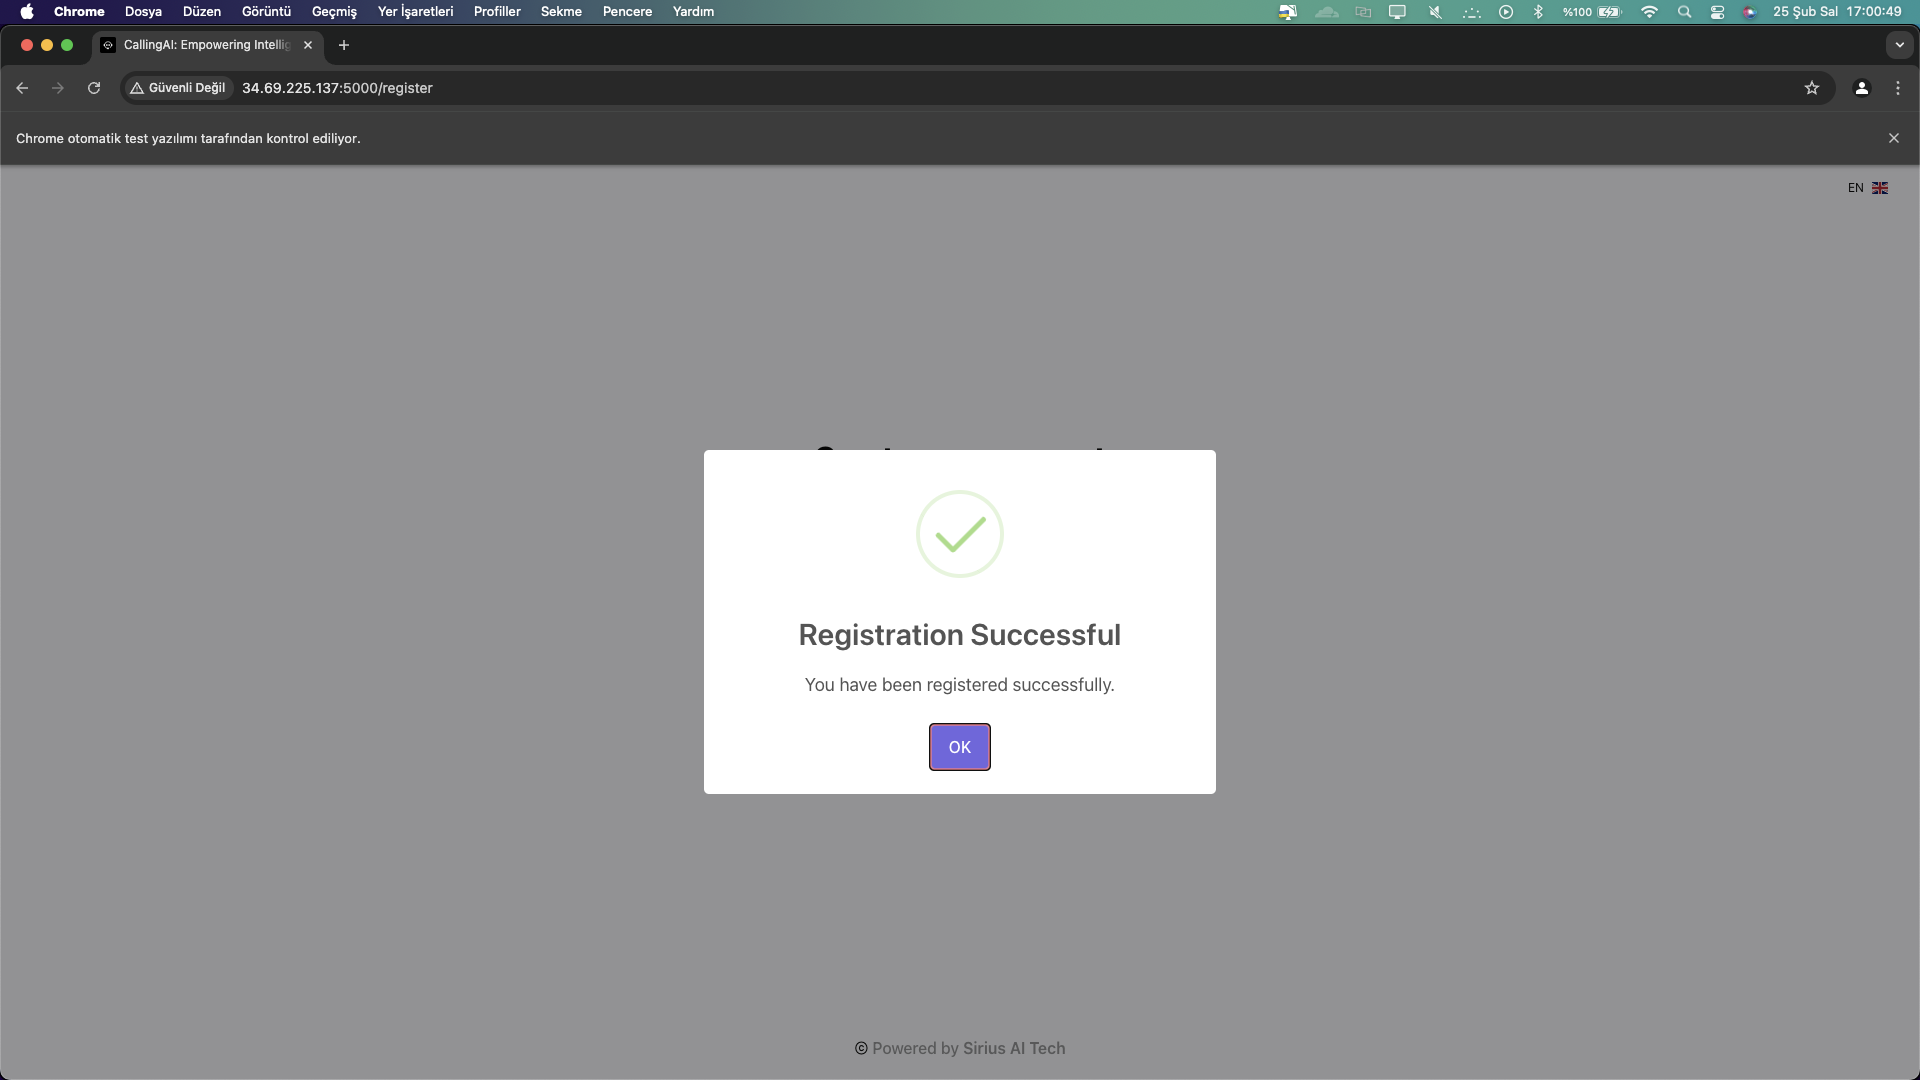 Chrome Dosya Düzen Görüntü Geçmiş Yer İşaretleri Profiller Sekme Pencere Yardım %100 25 Şub Sal 17:00:49
CallingAI: Empowering Intellig
Güvenli Değil 34.69.225.137:5000/register
Chrome otomatik test yazılımı tarafından kontrol ediliyor.
EN
Registration Successful
You have been registered successfully.
OK
© Powered by Sirius AI Tech